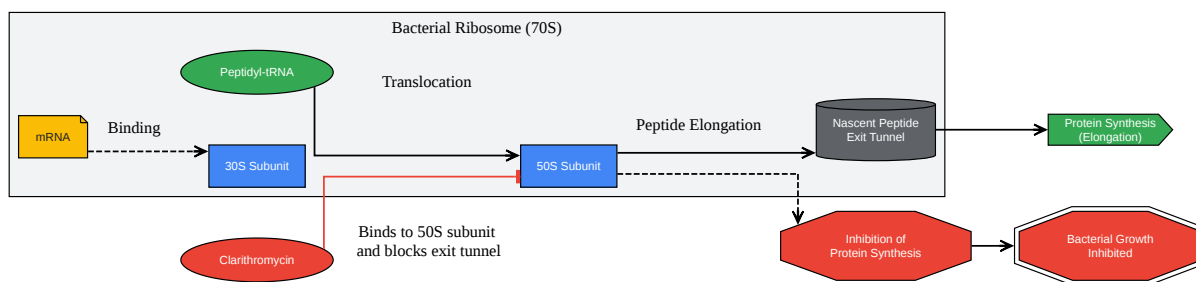 Bacterial Ribosome (70S)
Peptidyl-tRNA
Translocation
mRNA
Binding
30S Subunit
50S Subunit
Peptide Elongation
Nascent Peptide
Exit Tunnel
Protein Synthesis
(Elongation)
Clarithromycin
Binds to 50S subunit
and blocks exit tunnel
Inhibition of
Protein Synthesis
Bacterial Growth
Inhibited